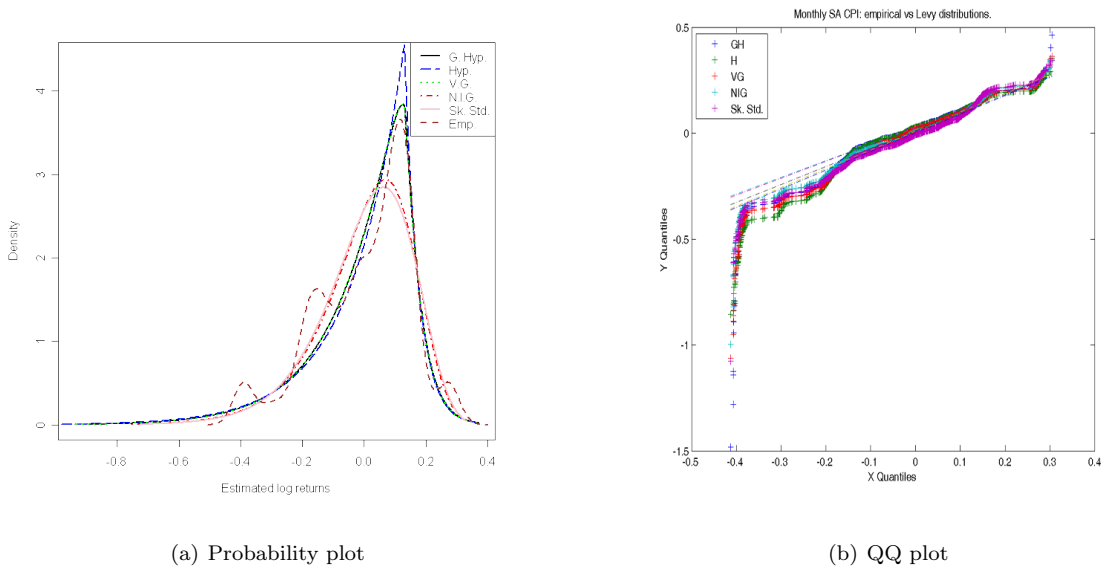 Density
0
1
2
3
4
-0.8
-0.6
-0.4
-0.2
0.0
0.2
0.4
Estimated log returns
G. Hyp.
Hyp.
V.G.
N.I.G.
Sk. Std.
Emp
(a) Probability plot
Monthly SA CPI: empirical vs Levy distributions.
GH
H
VG
NIG
Sk. Std.
Y Quantiles
0.5
0
-0.5
-1
-1.5
-0.5
-0.4
-0.3
-0.2
-0.1
0
0.1
0.2
0.3
0.4
X Quantiles
(b) QQ plot